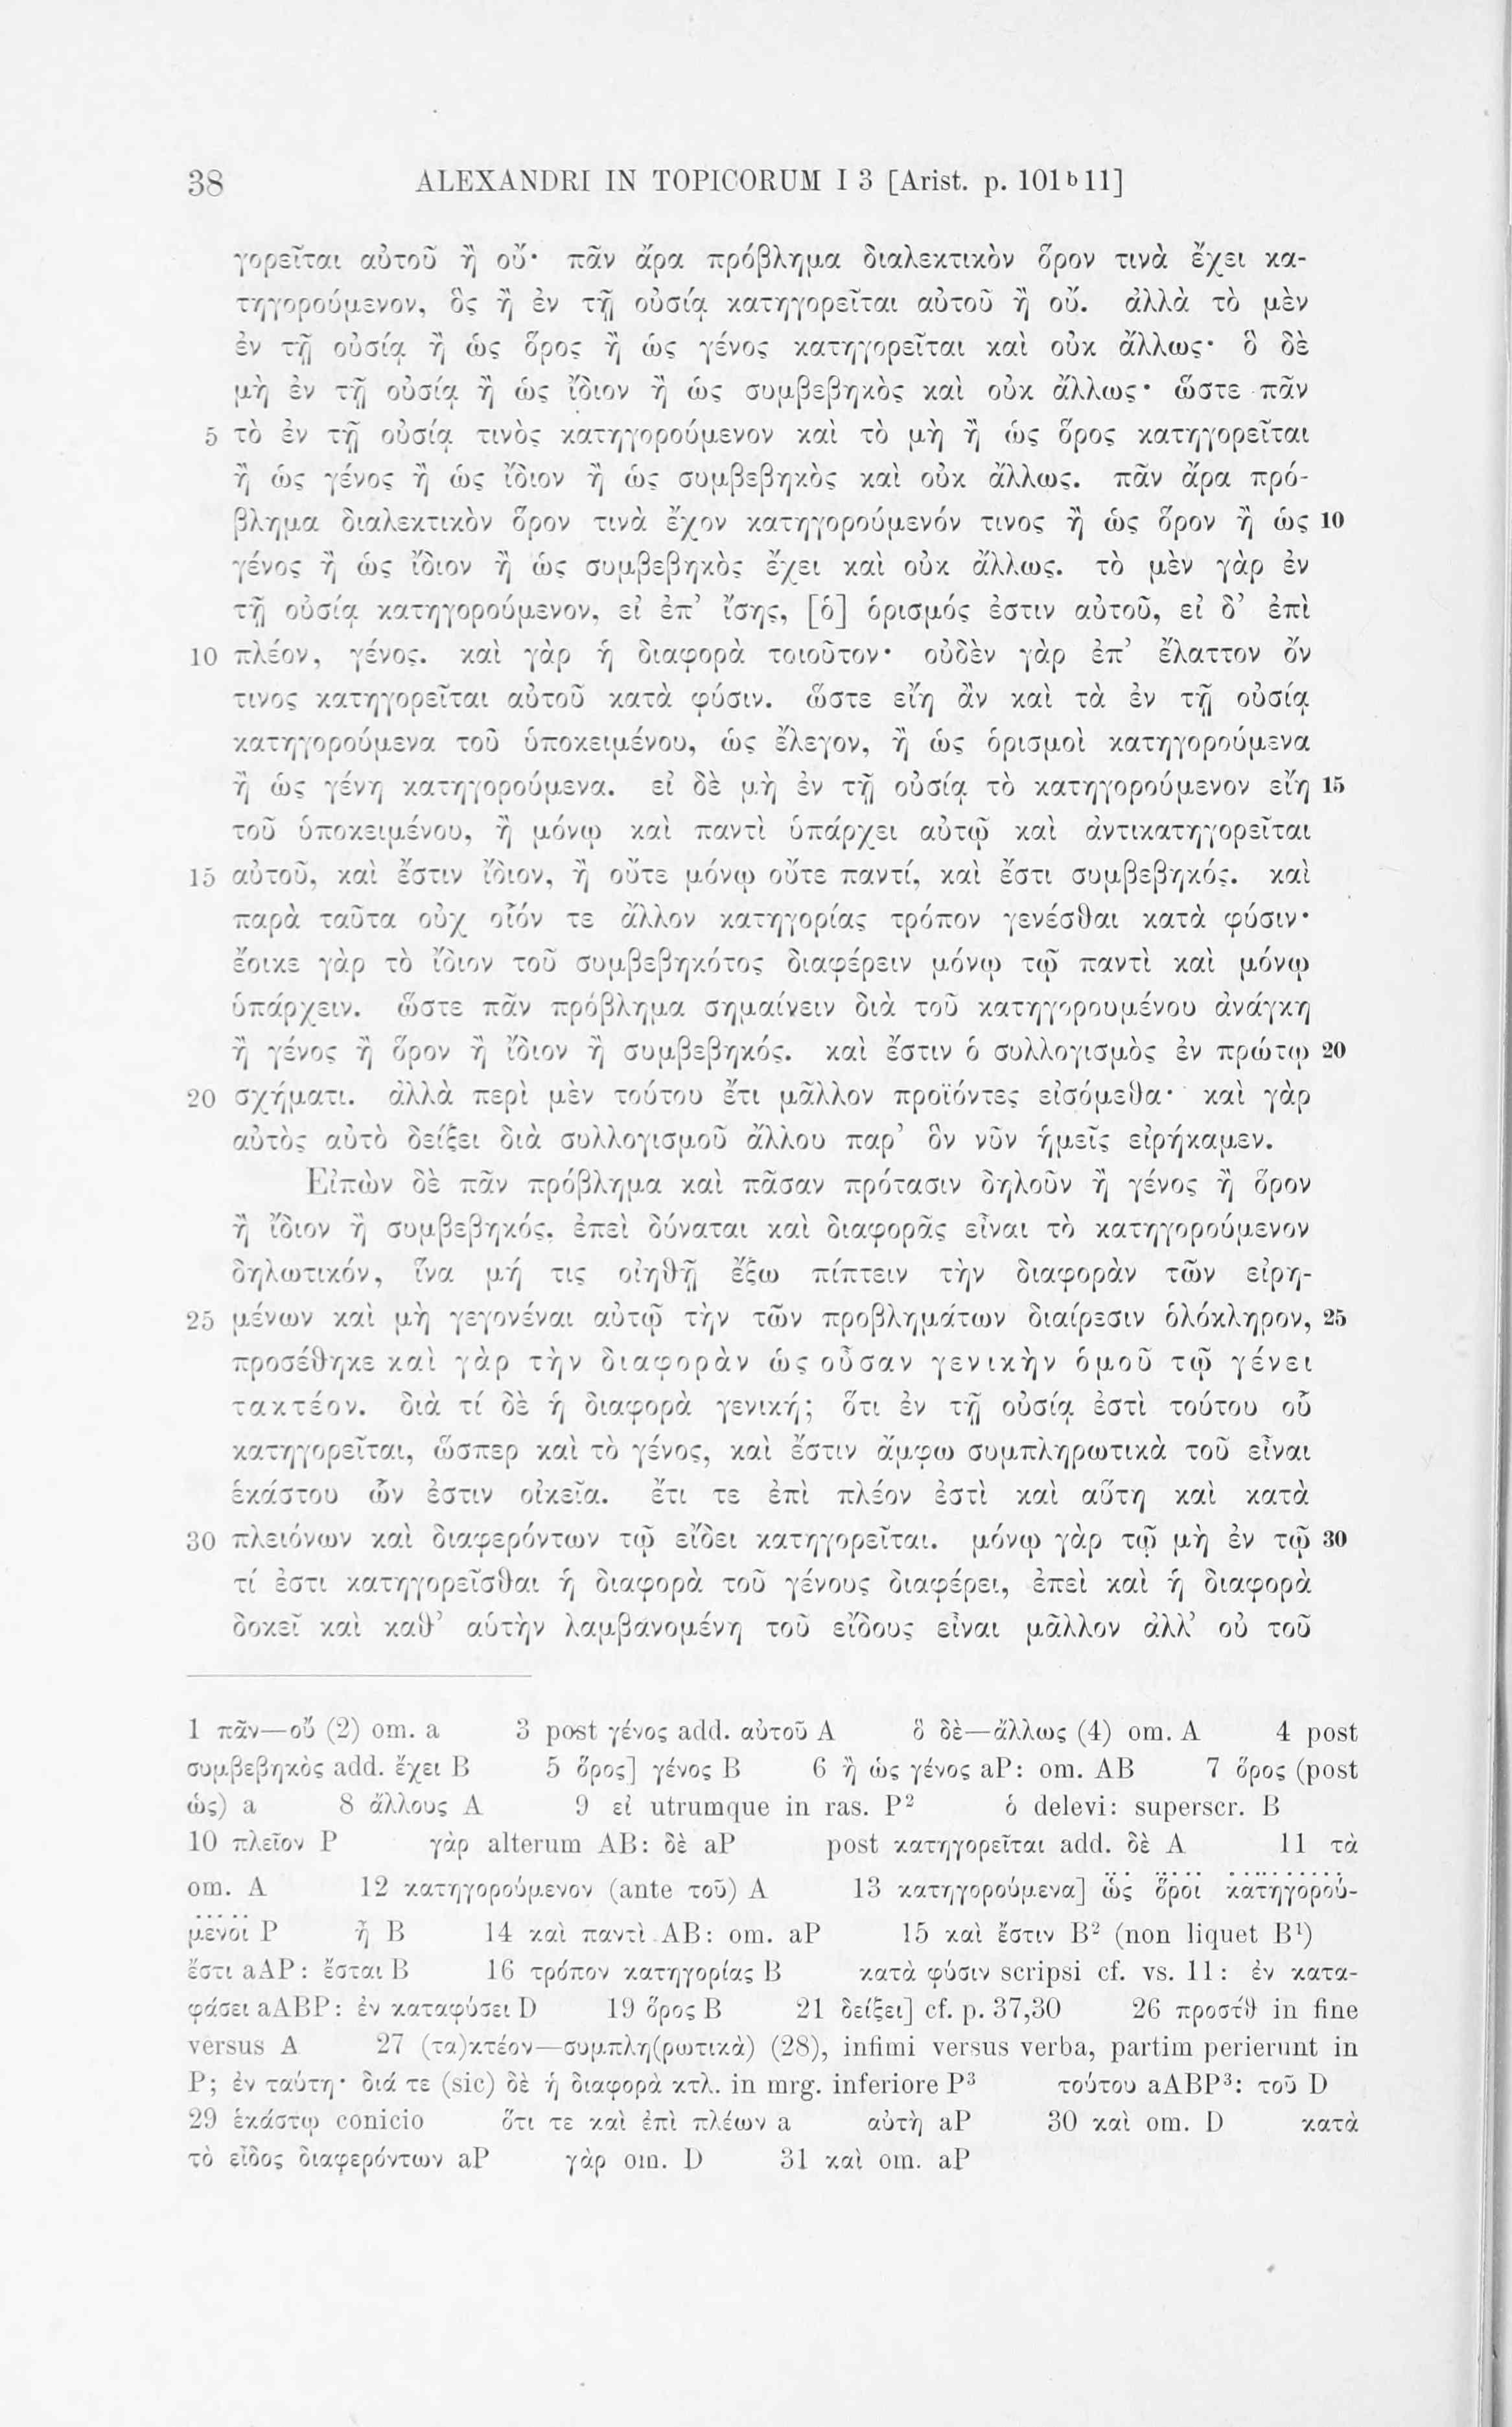 38 ALEXANDRI IN TOPICORUM I 3 [Arist. p. 101ᵇ11]
γορεῖται αὐτοῦ ἢ οὔ· πᾶν ἄρα πρόβλημα διαλεκτικὸν ὅρον τινὰ ἔχει κα-
τηγορούμενον, ὃς ἢ ἐν τῇ οὐσίᾳ κατηγορεῖται αὐτοῦ ἢ οὔ. ἀλλὰ τὸ μὲν
ἐν τῇ οὐσίᾳ ἢ ὡς ὅρος ἢ ὡς γένος κατηγορεῖται καὶ οὐκ ἄλλως· ὃ δὲ
μὴ ἐν τῇ οὐσίᾳ ἢ ὡς ἴδιον ἢ ὡς συμβεβηκὸς καὶ οὐκ ἄλλως· ὥστε πᾶν
5 τὸ ἐν τῇ οὐσίᾳ τινὸς κατηγορούμενον καὶ τὸ μὴ ἢ ὡς ὅρος κατηγορεῖται
ἢ ὡς γένος ἢ ὡς ἴδιον ἢ ὡς συμβεβηκὸς καὶ οὐκ ἄλλως. πᾶν ἄρα πρό-
βλημα διαλεκτικὸν ὅρον τινὰ ἔχον κατηγορούμενόν τινος ἢ ὡς ὅρον ἢ ὡς 10
γένος ἢ ὡς ἴδιον ἢ ὡς συμβεβηκὸς ἔχει καὶ οὐκ ἄλλως. τὸ μὲν γὰρ ἐν
τῇ οὐσίᾳ κατηγορούμενον, εἰ ἐπ’ ἴσης, [ὁ] ὁρισμός ἐστιν αὐτοῦ, εἰ δ’ ἐπὶ
10 πλέον, γένος. καὶ γὰρ ἡ διαφορὰ τοιοῦτον· οὐδὲν γὰρ ἐπ’ ἔλαττον ὄν
τινος κατηγορεῖται αὐτοῦ κατὰ φύσιν. ὥστε εἴη ἂν καὶ τὰ ἐν τῇ οὐσίᾳ
κατηγορούμενα τοῦ ὑποκειμένου, ὡς ἔλεγον, ἢ ὡς ὁρισμοὶ κατηγορούμενα
ἢ ὡς γένη κατηγορούμενα. εἰ δὲ μὴ ἐν τῇ οὐσίᾳ τὸ κατηγορούμενον εἴη 15
τοῦ ὑποκειμένου, ἢ μόνῳ καὶ παντὶ ὑπάρχει αὐτῷ καὶ ἀντικατηγορεῖται
15 αὐτοῦ, καὶ ἔστιν ἴδιον, ἢ οὔτε μόνῳ οὔτε παντί, καὶ ἔστι συμβεβηκός. καὶ
παρὰ ταῦτα οὐχ οἷόν τε ἄλλον κατηγορίας τρόπον γενέσθαι κατὰ φύσιν·
ἔοικε γὰρ τὸ ἴδιον τοῦ συμβεβηκότος διαφέρειν μόνῳ τῷ παντὶ καὶ μόνῳ
ὑπάρχειν. ὥστε πᾶν πρόβλημα σημαίνειν διὰ τοῦ κατηγορουμένου ἀνάγκη
ἢ γένος ἢ ὅρον ἢ ἴδιον ἢ συμβεβηκός. καὶ ἔστιν ὁ συλλογισμὸς ἐν πρώτῳ 20
20 σχήματι. ἀλλὰ περὶ μὲν τούτου ἔτι μᾶλλον προϊόντες εἰσόμεθα· καὶ γὰρ
αὐτὸς αὐτὸ δείξει διὰ συλλογισμοῦ ἄλλου παρ’ ὃν νῦν ἡμεῖς εἰρήκαμεν.
Εἰπὼν δὲ πᾶν πρόβλημα καὶ πᾶσαν πρότασιν δηλοῦν ἢ γένος ἢ ὅρον
ἢ ἴδιον ἢ συμβεβηκός, ἐπεὶ δύναται καὶ διαφορᾶς εἶναι τὸ κατηγορούμενον
δηλωτικόν, ἵνα μή τις οἰηθῇ ἔξω πίπτειν τὴν διαφορὰν τῶν εἰρη-
25 μένων καὶ μὴ γεγονέναι αὐτῷ τὴν τῶν προβλημάτων διαίρεσιν ὁλόκληρον, 25
προσέθηκε καὶ γὰρ τὴν διαφορὰν ὡς οὖσαν γενικὴν ὁμοῦ τῷ γένει
τακτέον. διὰ τί δὲ ἡ διαφορὰ γενική; ὅτι ἐν τῇ οὐσίᾳ ἐστὶ τούτου οὗ
κατηγορεῖται, ὥσπερ καὶ τὸ γένος, καὶ ἔστιν ἄμφω συμπληρωτικὰ τοῦ εἶναι
ἑκάστου ὧν ἐστιν οἰκεῖα. ἔτι τε ἐπὶ πλέον ἐστὶ καὶ αὕτη καὶ κατὰ
30 πλειόνων καὶ διαφερόντων τῷ εἴδει κατηγορεῖται. μόνῳ γὰρ τῷ μὴ ἐν τῷ 30
τί ἐστι κατηγορεῖσθαι ἡ διαφορὰ τοῦ γένους διαφέρει, ἐπεὶ καὶ ἡ διαφορὰ
δοκεῖ καὶ καθ’ αὑτὴν λαμβανομένη τοῦ εἴδους εἶναι μᾶλλον ἀλλ’ οὐ τοῦ
1 πᾶν—οὔ (2) om. a 3 post γένος add. αὐτοῦ A ὃ δὲ—ἄλλως (4) om. A 4 post
συμβεβηκὸς add. ἔχει B 5 ὅρος] γένος B 6 ἢ ὡς γένος aP: om. AB 7 ὅρος (post
ὡς) a 8 ἄλλους A 9 εἰ utrumque in ras. P² ὁ delevi: superscr. B
10 πλεῖον P γὰρ alterum AB: δὲ aP post κατηγορεῖται add. δὲ A 11 τὰ
om. A 12 κατηγορούμενον (ante τοῦ) A 13 κατηγορούμενα] ὡς ὅροι κατηγορού-
μενοι P ἦ B 14 καὶ παντὶ AB: om. aP 15 καὶ ἔστιν B² (non liquet B¹)
ἔστι aAP: ἔσται B 16 τρόπον κατηγορίας B κατὰ φύσιν scripsi cf. vs. 11: ἐν κατα-
φάσει aABP: ἐν καταφύσει D 19 ὅρος B 21 δείξει] cf. p. 37,30 26 προστέθ in fine
versus A 27 (τα)κτέον—συμπλη(ρωτικὰ) (28), infimi versus verba, partim perierunt in
P; ἐν ταύτῃ· διά τε (sic) δὲ ἡ διαφορὰ κτλ. in mrg. inferiore P³ τούτου aABP³: τοῦ D
29 ἑκάστῳ conicio ὅτι τε καὶ ἐπὶ πλέων a αὐτὴ aP 30 καὶ om. D κατὰ
τὸ εἶδος διαφερόντων aP γὰρ om. D 31 καὶ om. aP